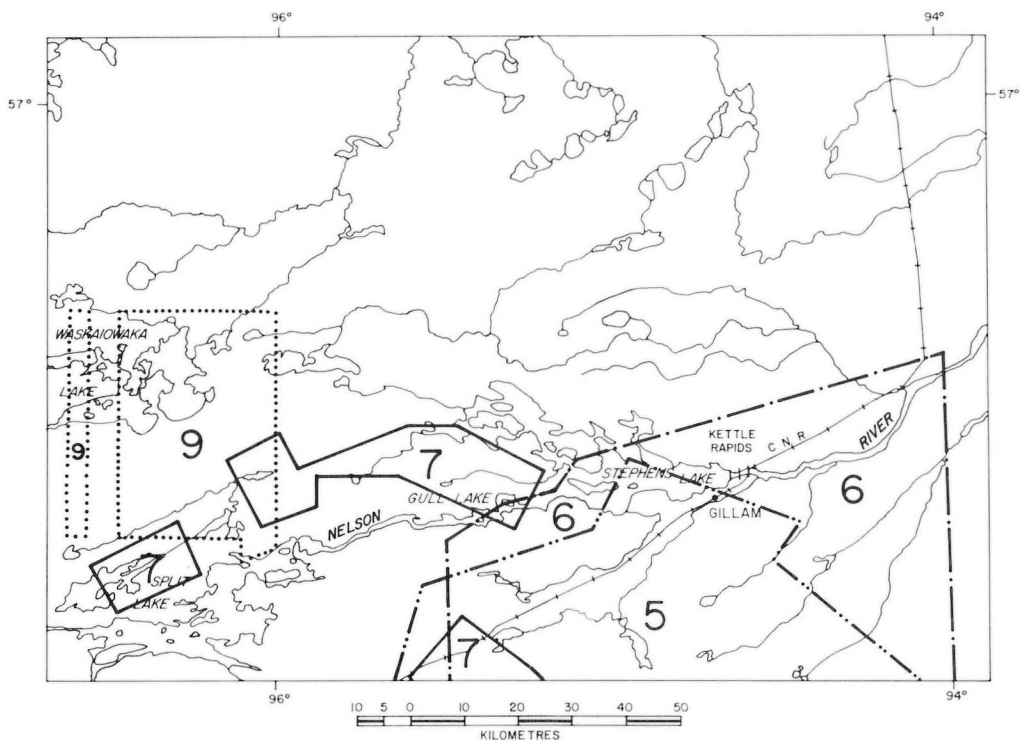 96°
94°
57°
57°
WASKAIOWAKA
LAKE
9
9
KETTLE
RAPIDS
C N R
RIVER
7
GULL LAKE
STEPHENS LAKE
6
6
GILLAM
NELSON
7
SPLIT
LAKE
5
7
96°
94°
10 5 0 10 20 30 40 50
KILOMETRES